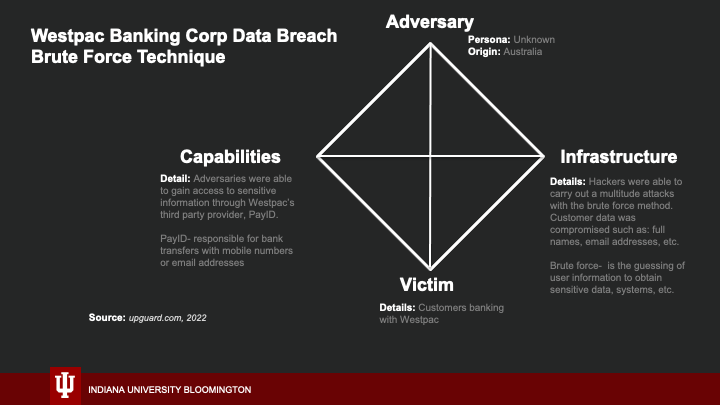 Westpac Banking Corp Data Breach
Brute Force Technique
Adversary
Persona: Unknown
Origin: Australia
Capabilities
Detail: Adversaries were able
to gain access to sensitive
information through Westpac's
third party provider, PayID.
PayID- responsible for bank
transfers with mobile numbers
or email addresses
Infrastructure
Details: Hackers were able to
carry out a multitude attacks
with the brute force method.
Customer data was
compromised such as: full
names, email addresses, etc.
Brute force-  is the guessing of
user information to obtain
sensitive data, systems, etc.
Victim
Details: Customers banking
with Westpac
Source: upguard.com, 2022
INDIANA UNIVERSITY BLOOMINGTON